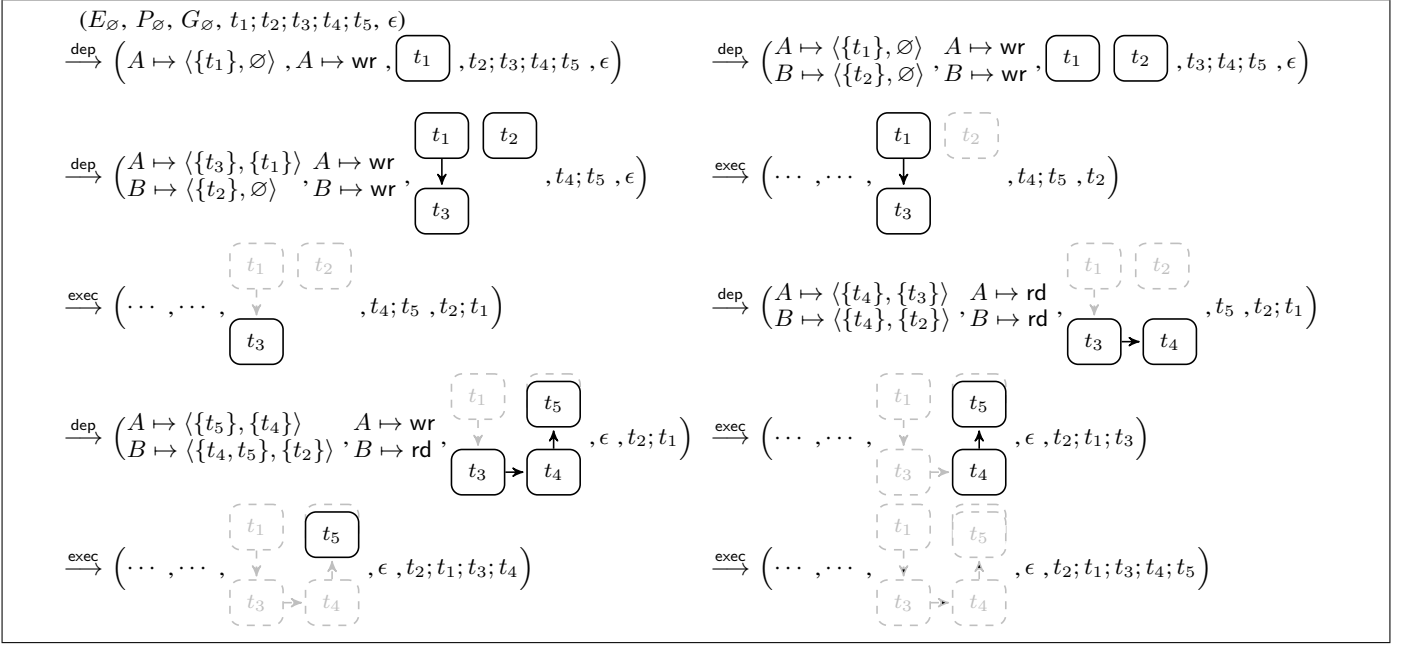 (E_∅, P_∅, G_∅, t₁; t₂; t₃; t₄; t₅, ϵ)
dep⟶ ( A ↦ ⟨{t₁}, ∅⟩ , A ↦ wr , t₁ , t₂; t₃; t₄; t₅ , ϵ )
dep⟶ ( A ↦ ⟨{t₁}, ∅⟩ A ↦ wr
B ↦ ⟨{t₂}, ∅⟩ , B ↦ wr , t₁ t₂ , t₃; t₄; t₅ , ϵ )
dep⟶ ( A ↦ ⟨{t₃}, {t₁}⟩ A ↦ wr
B ↦ ⟨{t₂}, ∅⟩ , B ↦ wr , t₁ t₂ t₃ , t₄; t₅ , ϵ )
exec⟶ ( ⋯ , ⋯ , t₁ t₂ t₃ , t₄; t₅ , t₂ )
exec⟶ ( ⋯ , ⋯ , t₁ t₂ t₃ , t₄; t₅ , t₂; t₁ )
dep⟶ ( A ↦ ⟨{t₄}, {t₃}⟩ A ↦ rd
B ↦ ⟨{t₄}, {t₂}⟩ , B ↦ rd , t₁ t₂ t₃ t₄ , t₅ , t₂; t₁ )
dep⟶ ( A ↦ ⟨{t₅}, {t₄}⟩ A ↦ wr
B ↦ ⟨{t₄, t₅}, {t₂}⟩ , B ↦ rd , t₁ t₅ t₃ t₄ , ϵ , t₂; t₁ )
exec⟶ ( ⋯ , ⋯ , t₁ t₅ t₃ t₄ , ϵ , t₂; t₁; t₃ )
exec⟶ ( ⋯ , ⋯ , t₁ t₅ t₃ t₄ , ϵ , t₂; t₁; t₃; t₄ )
exec⟶ ( ⋯ , ⋯ , t₁ t₅ t₃ t₄ , ϵ , t₂; t₁; t₃; t₄; t₅ )